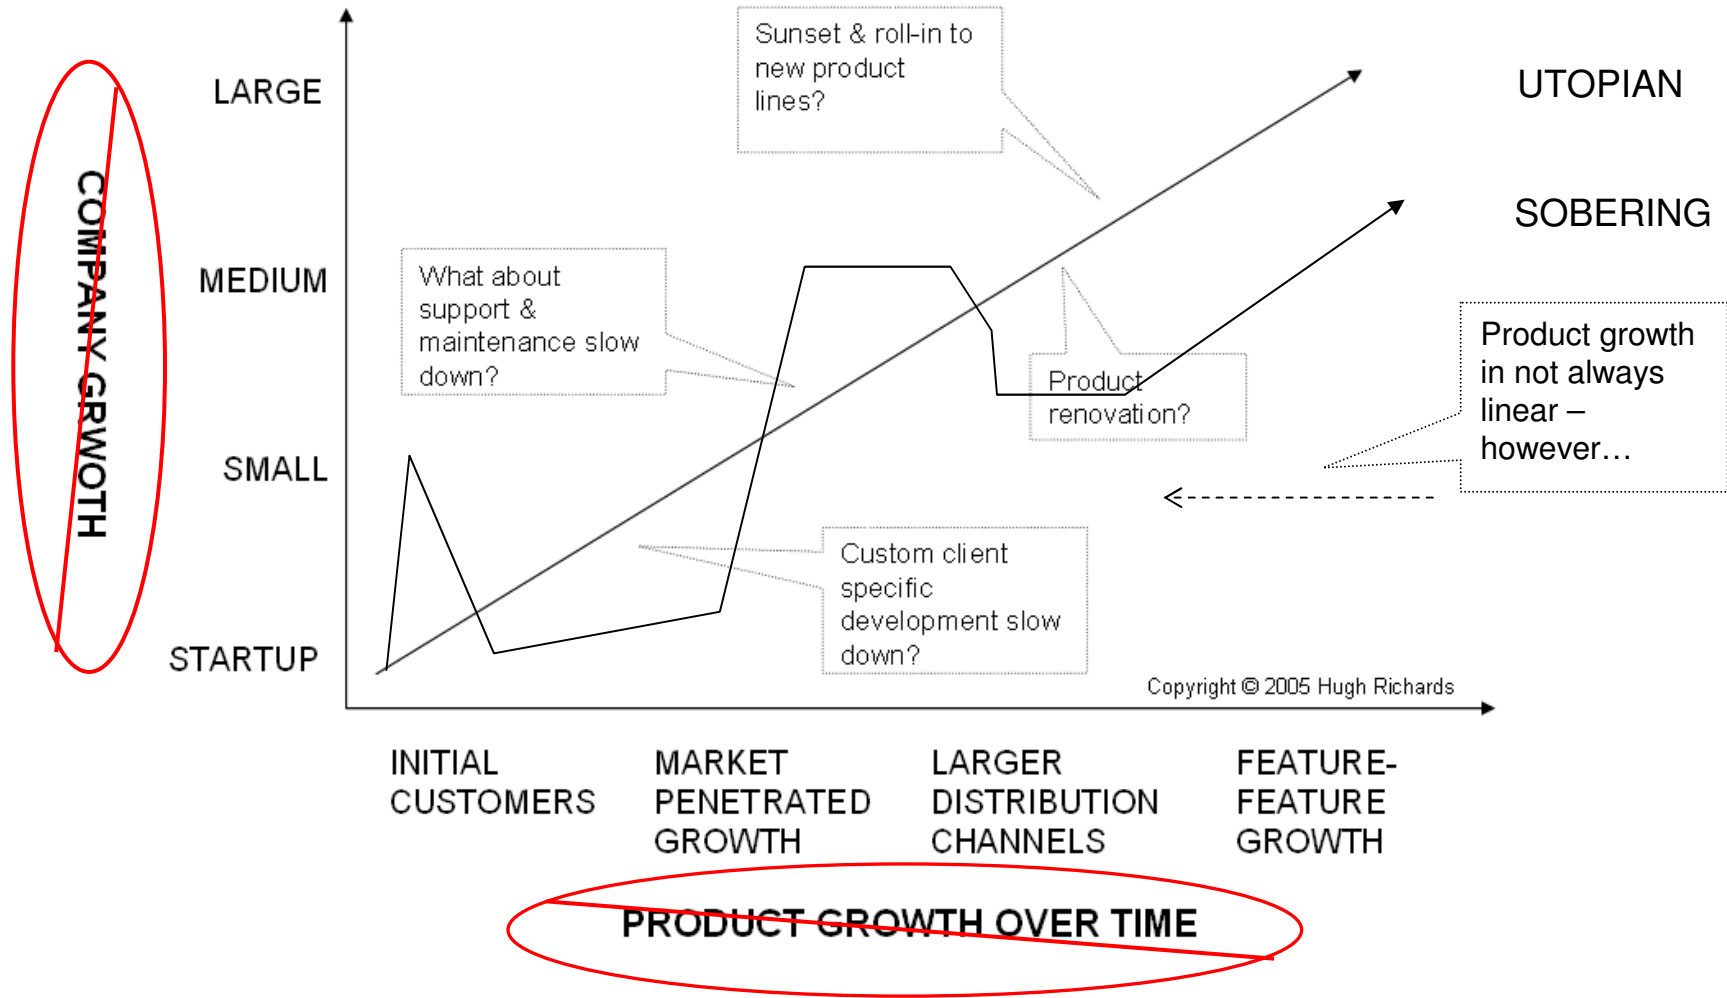 Sunset & roll-in to
new product
lines?
LARGE
UTOPIAN
SOBERING
COMPANY GRWOTH
MEDIUM
What about
support &
maintenance slow
down?
Product growth
in not always
linear –
however…
Product
renovation?
SMALL
Custom client
specific
development slow
down?
STARTUP
Copyright © 2005 Hugh Richards
INITIAL
CUSTOMERS
MARKET
PENETRATED
GROWTH
LARGER
DISTRIBUTION
CHANNELS
FEATURE-
FEATURE
GROWTH
PRODUCT GROWTH OVER TIME